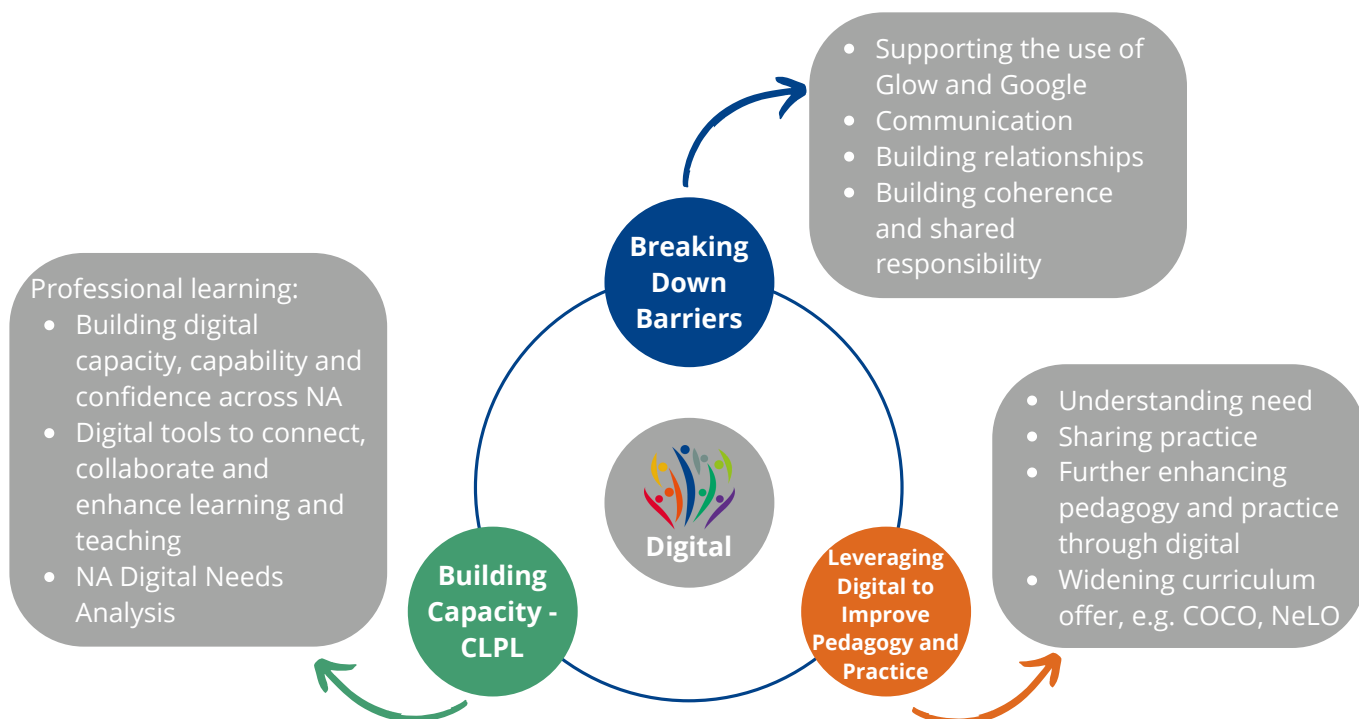 • Supporting the use of
Glow and Google
• Communication
• Building relationships
• Building coherence
and shared
responsibility
Breaking
Down
Barriers
Professional learning:
• Building digital
capacity, capability and
confidence across NA
• Digital tools to connect,
collaborate and
enhance learning and
teaching
• NA Digital Needs
Analysis
Digital
• Understanding need
• Sharing practice
• Further enhancing
pedagogy and practice
through digital
• Widening curriculum
offer, e.g. COCO, NeLO
Building
Capacity -
CLPL
Leveraging
Digital to
Improve
Pedagogy and
Practice